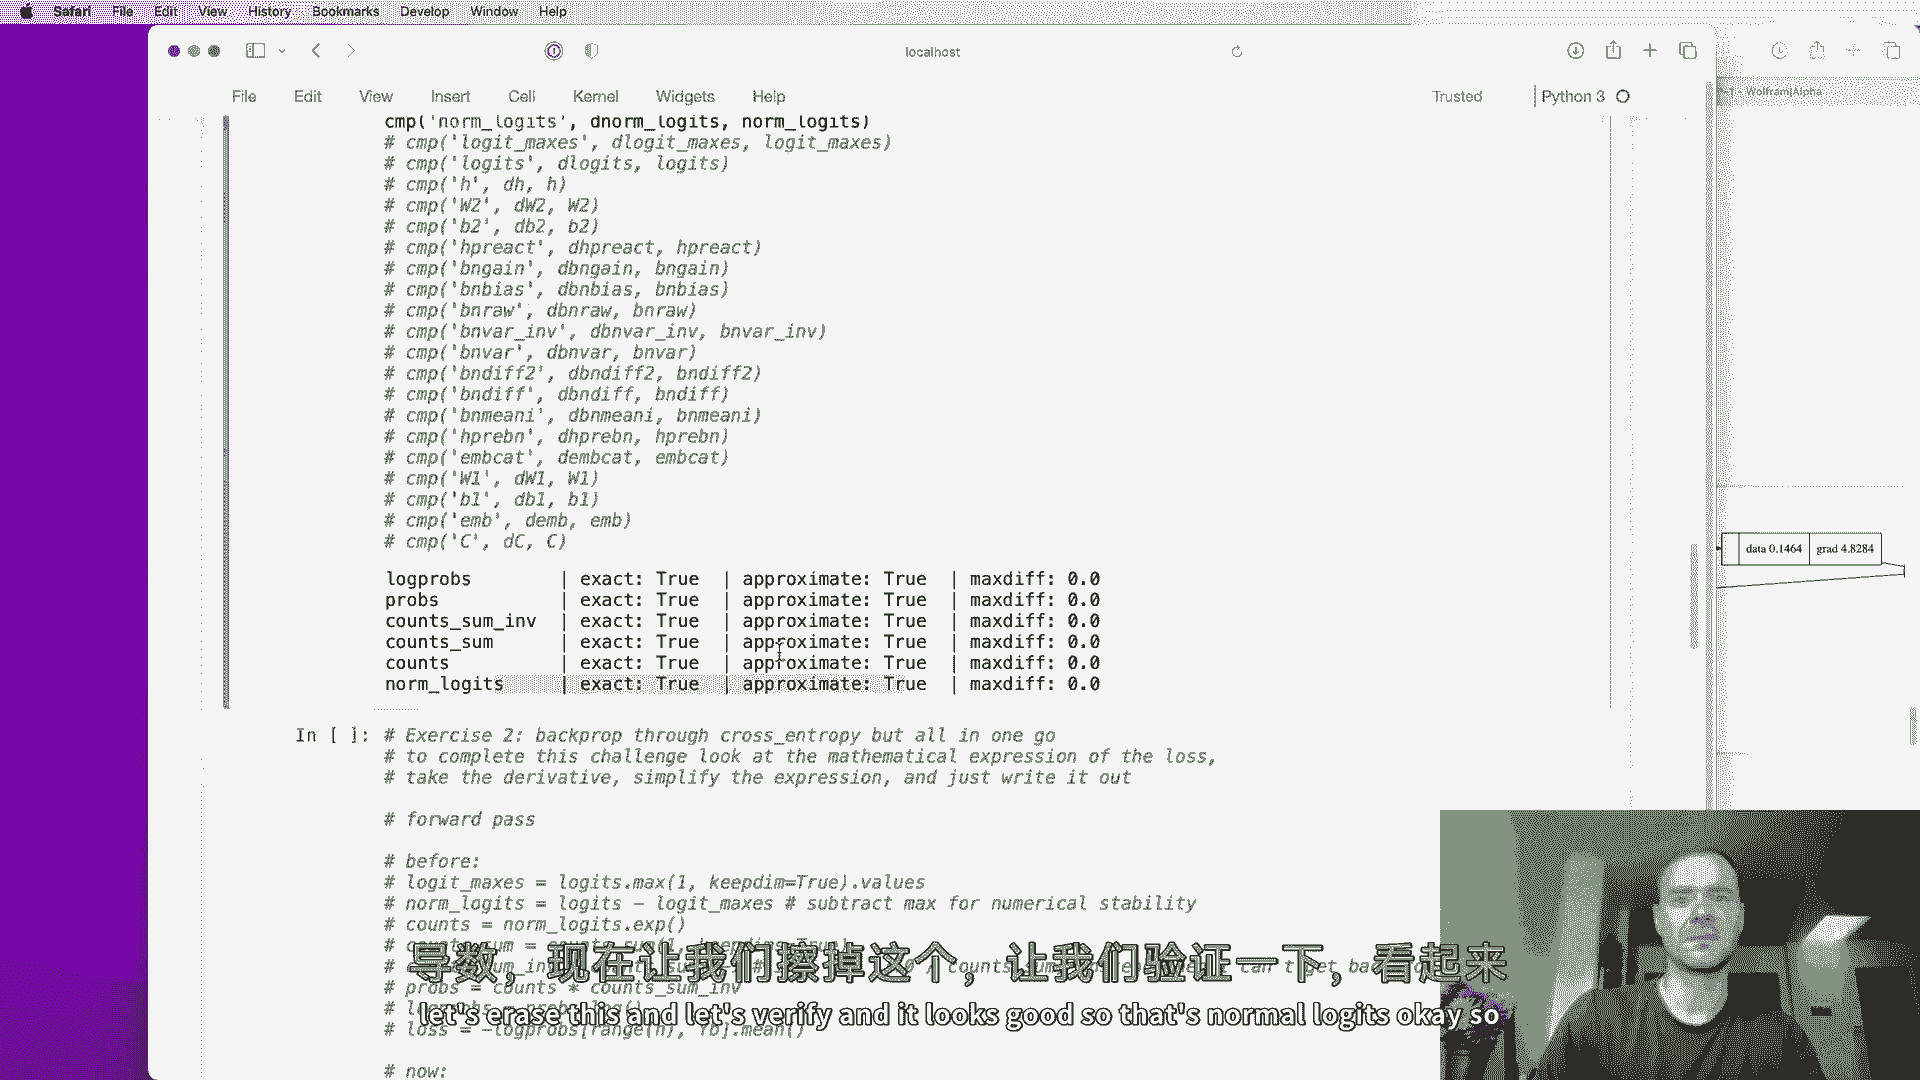 Safari File Edit View History Bookmarks Develop Window Help
localhost
File Edit View Insert Cell Kernel Widgets Help Trusted Python 3
- Wolfram|Alpha
cmp('norm_logits', dnorm_logits, norm_logits)
# cmp('logit_maxes', dlogit_maxes, logit_maxes)
# cmp('logits', dlogits, logits)
# cmp('h', dh, h)
# cmp('W2', dW2, W2)
# cmp('b2', db2, b2)
# cmp('hpreact', dhpreact, hpreact)
# cmp('bngain', dbngain, bngain)
# cmp('bnbias', dbnbias, bnbias)
# cmp('bnraw', dbnraw, bnraw)
# cmp('bnvar_inv', dbnvar_inv, bnvar_inv)
# cmp('bnvar', dbnvar, bnvar)
# cmp('bndiff2', dbndiff2, bndiff2)
# cmp('bndiff', dbndiff, bndiff)
# cmp('bnmeani', dbnmeani, bnmeani)
# cmp('hprebn', dhprebn, hprebn)
# cmp('embcat', dembcat, embcat)
# cmp('W1', dW1, W1)
# cmp('b1', db1, b1)
# cmp('emb', demb, emb)
# cmp('C', dC, C)
data 0.1464 grad 4.8284
logprobs | exact: True | approximate: True | maxdiff: 0.0
probs | exact: True | approximate: True | maxdiff: 0.0
counts_sum_inv | exact: True | approximate: True | maxdiff: 0.0
counts_sum | exact: True | approximate: True | maxdiff: 0.0
counts | exact: True | approximate: True | maxdiff: 0.0
norm_logits | exact: True | approximate: True | maxdiff: 0.0
In [ ]: # Exercise 2: backprop through cross_entropy but all in one go
# to complete this challenge look at the mathematical expression of the loss,
# take the derivative, simplify the expression, and just write it out
# forward pass
# before:
# logit_maxes = logits.max(1, keepdim=True).values
# norm_logits = logits - logit_maxes # subtract max for numerical stability
# counts = norm_logits.exp()
# probs = counts * counts_sum_inv
# loss = -logprobs[range(n), Yb].mean()
# now:
导数，现在让我们擦掉这个，让我们验证一下，看起来
let's erase this and let's verify and it looks good so that's normal logits okay so